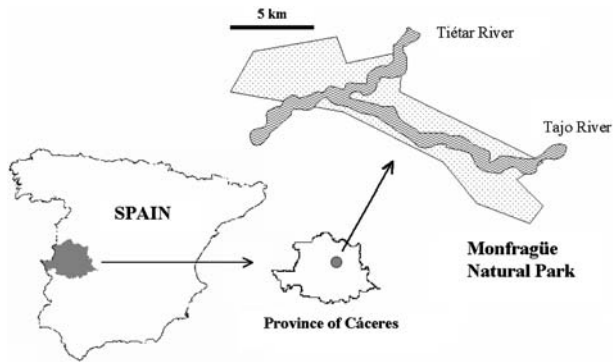 5 km
Tiétar River
Tajo River
SPAIN
Monfragüe
Natural Park
Province of Cáceres